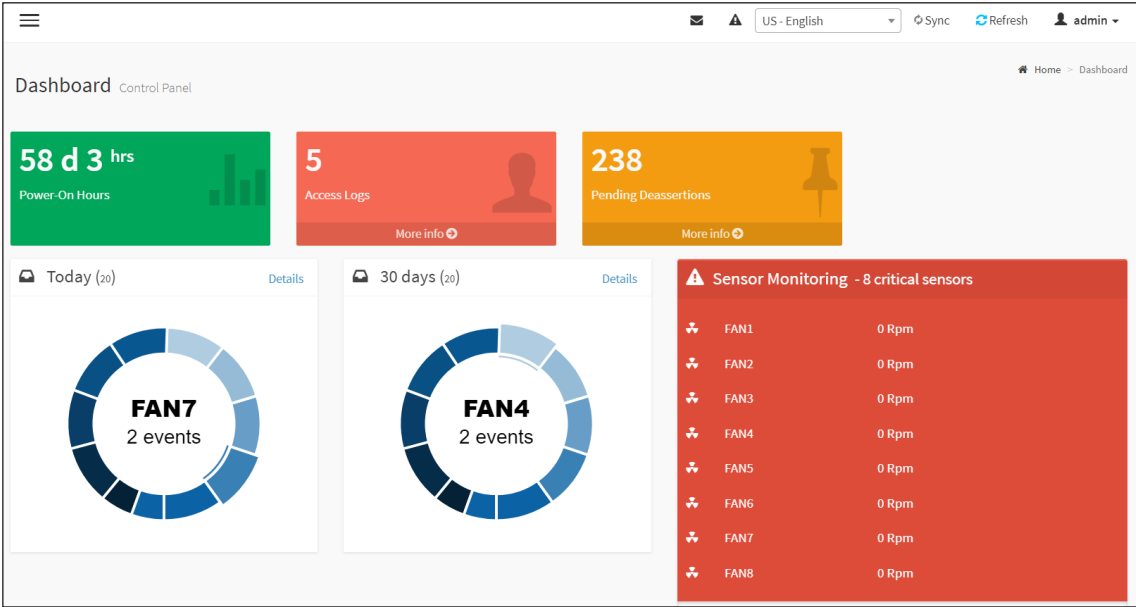 US - English Sync Refresh admin
Dashboard Control Panel
Home > Dashboard
58 d 3 hrs
Power-On Hours
5
Access Logs
More info
238
Pending Deassertions
More info
Today (20) Details
FAN7
2 events
30 days (20) Details
FAN4
2 events
Sensor Monitoring - 8 critical sensors
FAN1 0 Rpm
FAN2 0 Rpm
FAN3 0 Rpm
FAN4 0 Rpm
FAN5 0 Rpm
FAN6 0 Rpm
FAN7 0 Rpm
FAN8 0 Rpm